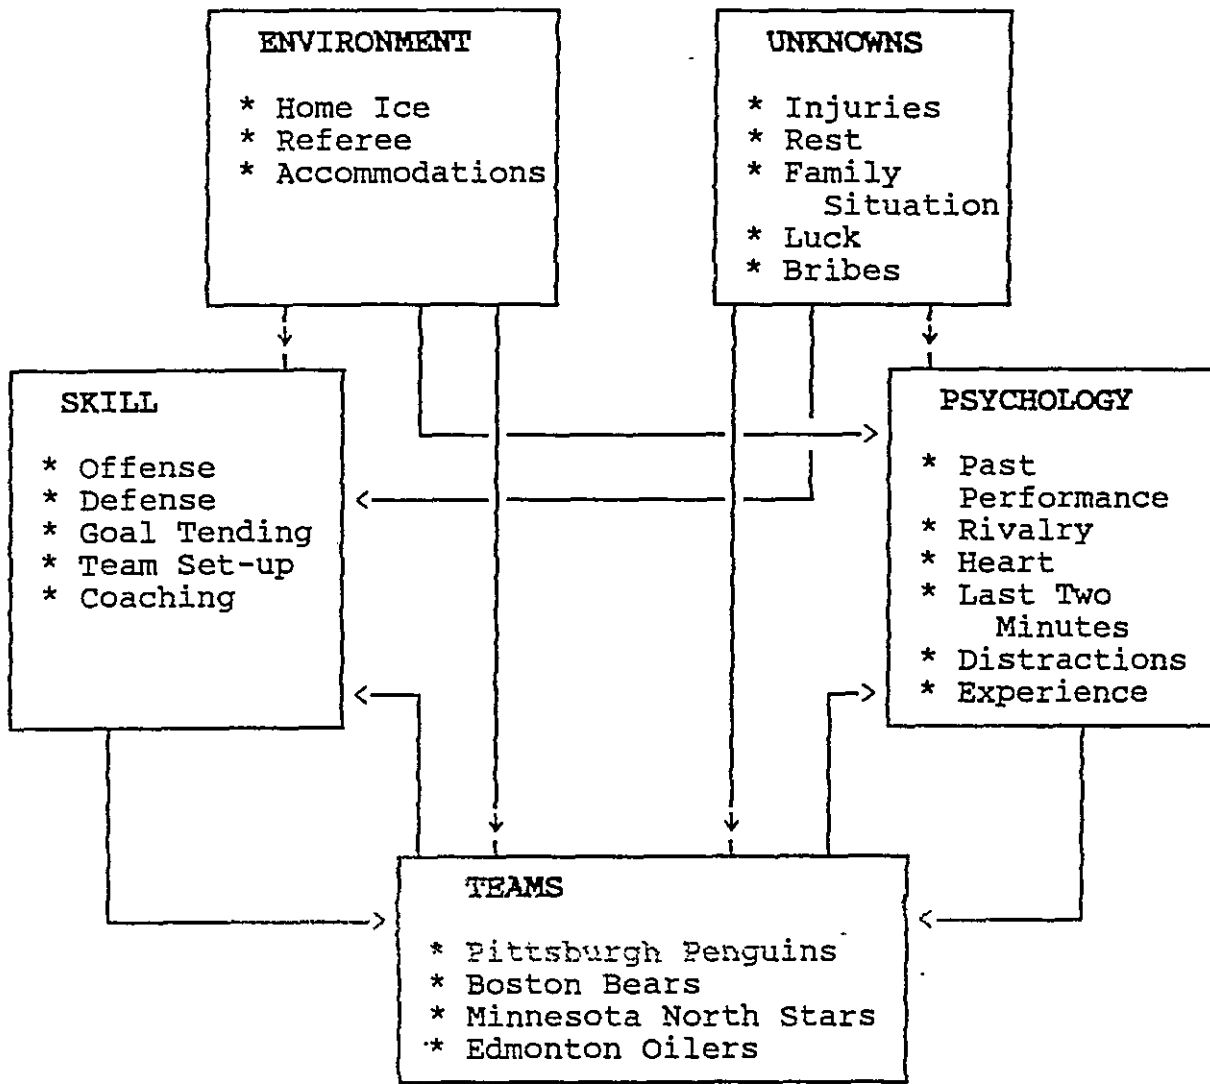 ENVIRONMENT
* Home Ice
* Referee
* Accommodations
UNKNOWNS
* Injuries
* Rest
* Family
Situation
* Luck
* Bribes
SKILL
* Offense
* Defense
* Goal Tending
* Team Set-up
* Coaching
PSYCHOLOGY
* Past
Performance
* Rivalry
* Heart
* Last Two
Minutes
* Distractions
* Experience
TEAMS
* Pittsburgh Penguins
* Boston Bears
* Minnesota North Stars
* Edmonton Oilers